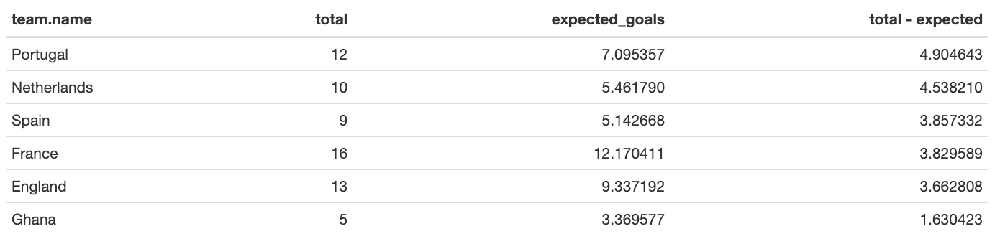 team.name total expected_goals total - expected
Portugal 12 7.095357 4.904643
Netherlands 10 5.461790 4.538210
Spain 9 5.142668 3.857332
France 16 12.170411 3.829589
England 13 9.337192 3.662808
Ghana 5 3.369577 1.630423